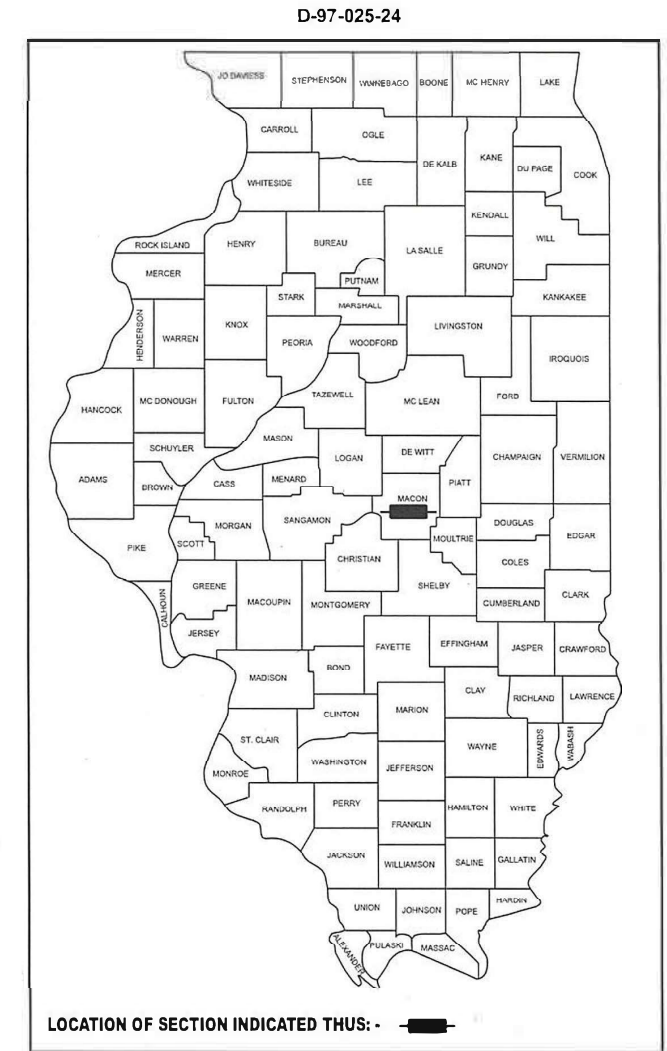 D-97-025-24
JO DAVIESS
STEPHENSON
WINNEBAGO
BOONE
MC HENRY
LAKE
CARROLL
OGLE
DE KALB
KANE
DU PAGE
COOK
WHITESIDE
LEE
KENDALL
ROCK ISLAND
HENRY
BUREAU
LA SALLE
WILL
GRUNDY
MERCER
PUTNAM
STARK
MARSHALL
KANKAKEE
HENDERSON
WARREN
KNOX
PEORIA
WOODFORD
LIVINGSTON
IROQUOIS
HANCOCK
MC DONOUGH
FULTON
TAZEWELL
MC LEAN
FORD
SCHUYLER
MASON
LOGAN
DE WITT
CHAMPAIGN
VERMILION
ADAMS
BROWN
CASS
MENARD
PIATT
MACON
PIKE
SCOTT
MORGAN
SANGAMON
CHRISTIAN
MOULTRIE
DOUGLAS
EDGAR
COLES
CALHOUN
GREENE
MACOUPIN
MONTGOMERY
SHELBY
CUMBERLAND
CLARK
JERSEY
FAYETTE
EFFINGHAM
JASPER
CRAWFORD
MADISON
BOND
CLAY
RICHLAND
LAWRENCE
CLINTON
MARION
ST. CLAIR
WAYNE
EDWARDS
WABASH
MONROE
WASHINGTON
JEFFERSON
RANDOLPH
PERRY
HAMILTON
WHITE
FRANKLIN
JACKSON
WILLIAMSON
SALINE
GALLATIN
UNION
JOHNSON
POPE
HARDIN
ALEXANDER
PULASKI
MASSAC
LOCATION OF SECTION INDICATED THUS: -